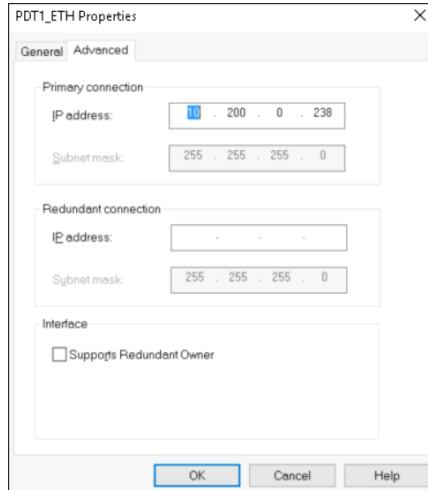 PDT1_ETH Properties
General Advanced
Primary connection
IP address: 10 . 200 . 0 . 238
Subnet mask: 255 . 255 . 255 . 0
Redundant connection
IP address: . . .
Subnet mask: 255 . 255 . 255 . 0
Interface
Supports Redundant Owner
OK Cancel Help